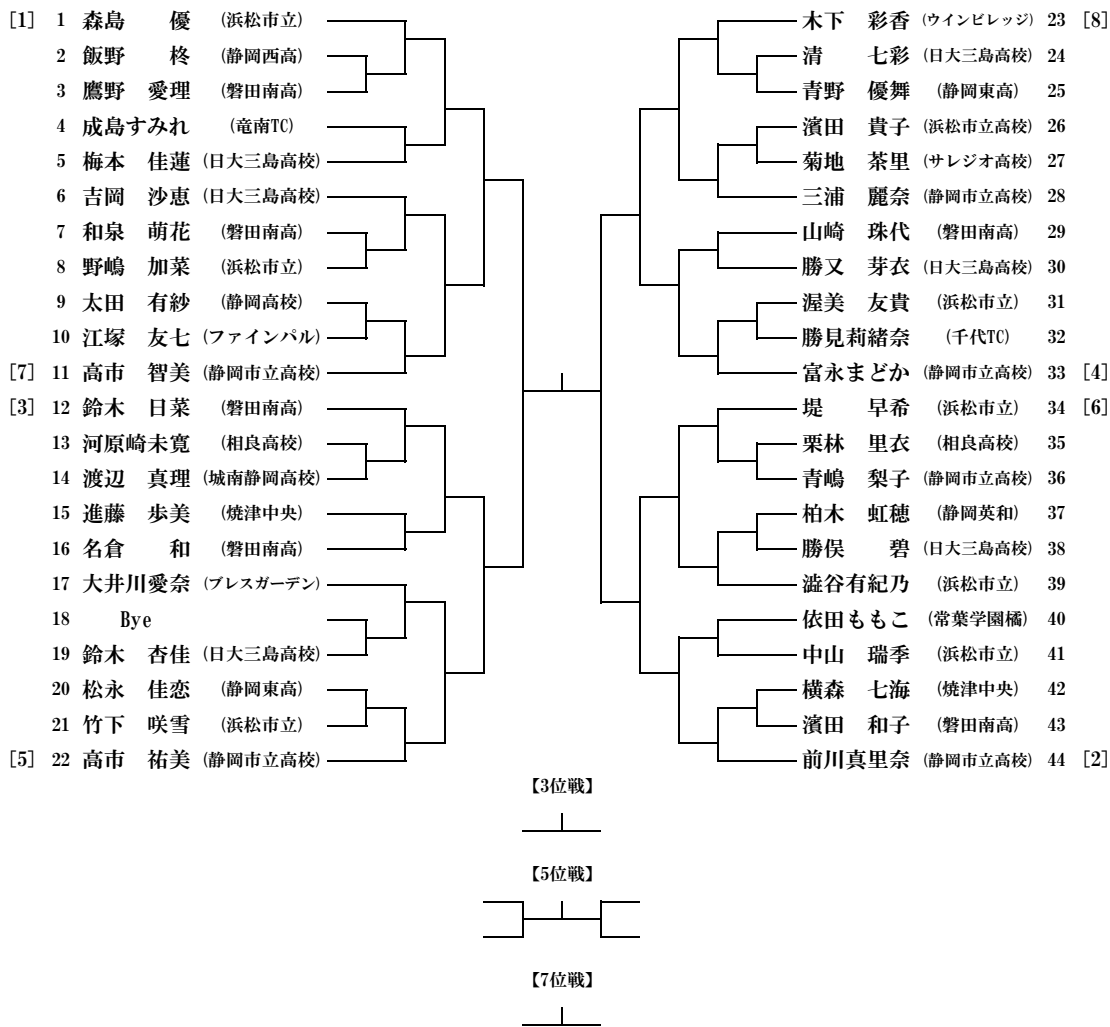 [1] 1 森島 優 (浜松市立)
2 飯野 柊 (静岡西高)
3 鷹野 愛理 (磐田南高)
4 成島すみれ (竜南TC)
5 梅本 佳蓮 (日大三島高校)
6 吉岡 沙恵 (日大三島高校)
7 和泉 萌花 (磐田南高)
8 野嶋 加菜 (浜松市立)
9 太田 有紗 (静岡高校)
10 江塚 友七 (ファインパル)
[7] 11 高市 智美 (静岡市立高校)
[3] 12 鈴木 日菜 (磐田南高)
13 河原崎未寛 (相良高校)
14 渡辺 真理 (城南静岡高校)
15 進藤 歩美 (焼津中央)
16 名倉 和 (磐田南高)
17 大井川愛奈 (ブレスガーデン)
18 Bye
19 鈴木 杏佳 (日大三島高校)
20 松永 佳恋 (静岡東高)
21 竹下 咲雪 (浜松市立)
[5] 22 高市 祐美 (静岡市立高校)
木下 彩香 (ウインビレッジ) 23 [8]
清 七彩 (日大三島高校) 24
青野 優舞 (静岡東高) 25
濱田 貴子 (浜松市立高校) 26
菊地 茶里 (サレジオ高校) 27
三浦 麗奈 (静岡市立高校) 28
山崎 珠代 (磐田南高) 29
勝又 芽衣 (日大三島高校) 30
渥美 友貴 (浜松市立) 31
勝見莉緒奈 (千代TC) 32
富永まどか (静岡市立高校) 33 [4]
堤 早希 (浜松市立) 34 [6]
栗林 里衣 (相良高校) 35
青嶋 梨子 (静岡市立高校) 36
柏木 虹穂 (静岡英和) 37
勝俣 碧 (日大三島高校) 38
澁谷有紀乃 (浜松市立) 39
依田ももこ (常葉学園橘) 40
中山 瑞季 (浜松市立) 41
横森 七海 (焼津中央) 42
濱田 和子 (磐田南高) 43
前川真里奈 (静岡市立高校) 44 [2]
【3位戦】
【5位戦】
【7位戦】